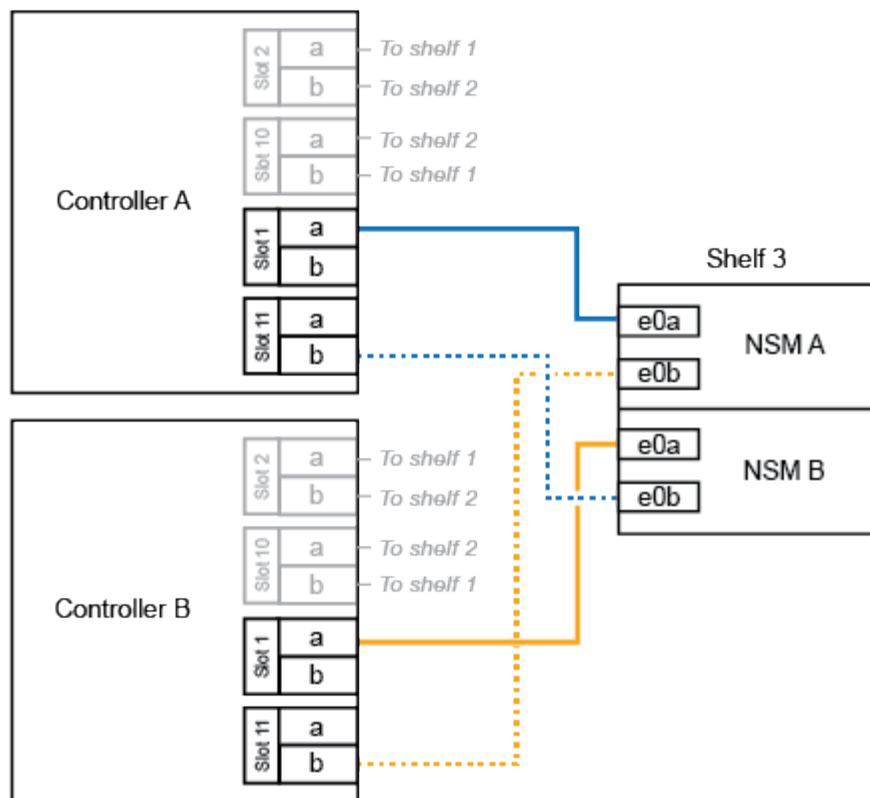 Controller A
Slot 2
a
To shelf 1
b
To shelf 2
Slot 10
a
To shelf 2
b
To shelf 1
Slot 1
a
b
Slot 11
a
b
Shelf 3
NSM A
e0a
e0b
NSM B
e0a
e0b
Controller B
Slot 2
a
To shelf 1
b
To shelf 2
Slot 10
a
To shelf 2
b
To shelf 1
Slot 1
a
b
Slot 11
a
b